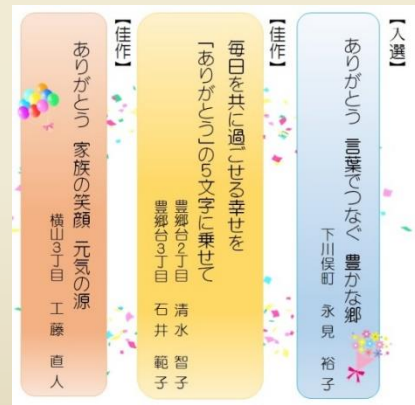 【入選】
ありがとう 言葉でつなぐ 豊かな郷
下川俣町 永見 裕子
【佳作】
毎日を共に過ごせる幸せを
「ありがとう」の5文字に乗せて
豊郷台2丁目 清水 智子
豊郷台3丁目 石井 範子
【佳作】
ありがとう 家族の笑顔 元気の源
横山3丁目 工藤 直人